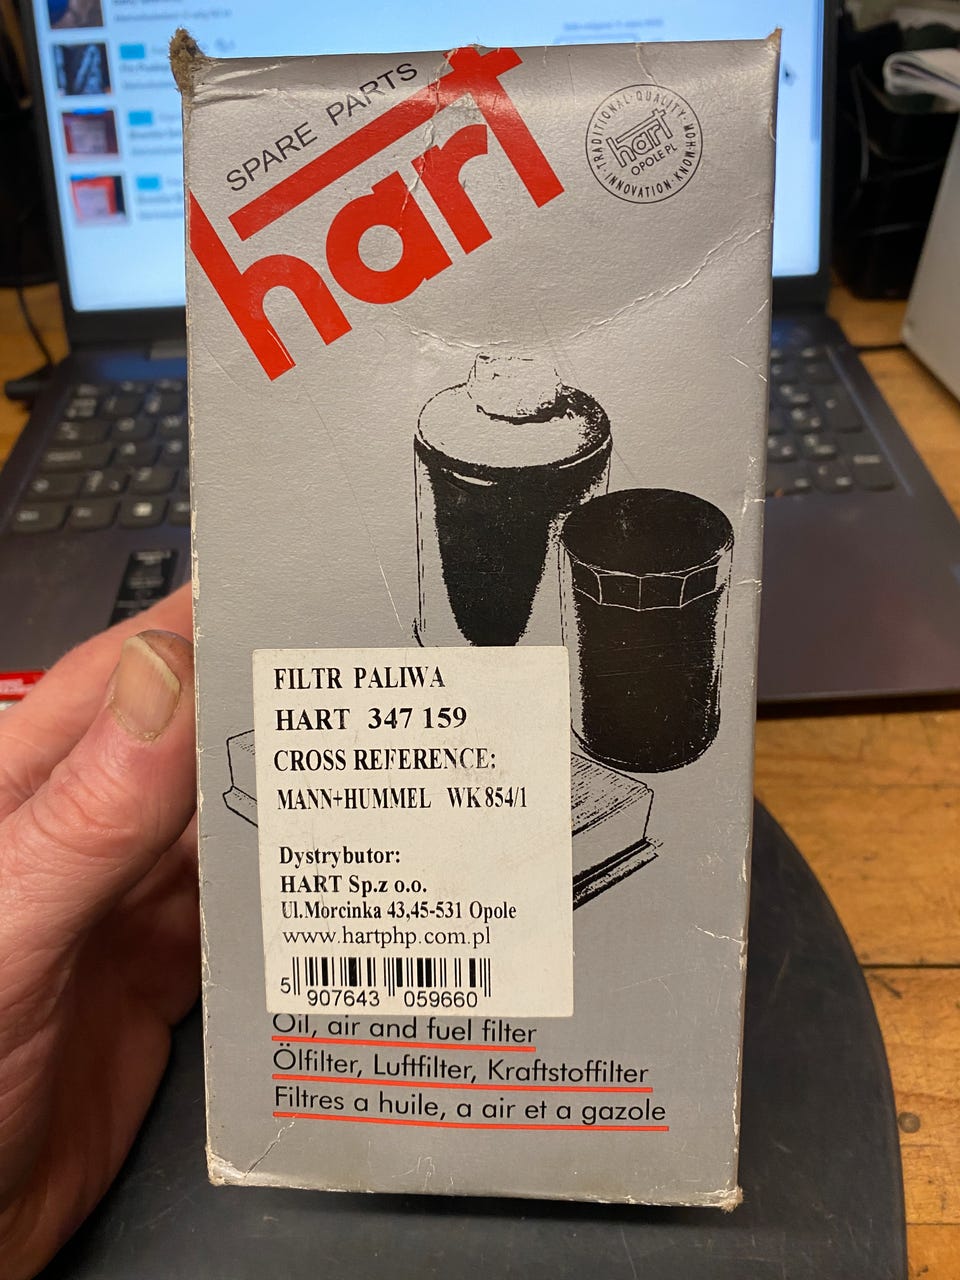 SPARE PARTS
hart
TRADITIONAL·QUALITY·KNOWHOW·INNOVATION·
hart
OPOLE PL
FILTR PALIWA
HART 347 159
CROSS REFERENCE:
MANN+HUMMEL WK 854/1
Dystrybutor:
HART Sp.z o.o.
Ul.Morcinka 43,45-531 Opole
www.hartphp.com.pl
5 907643 059660
Oil, air and fuel filter
Ölfilter, Luftfilter, Kraftstoffilter
Filtres a huile, a air et a gazole